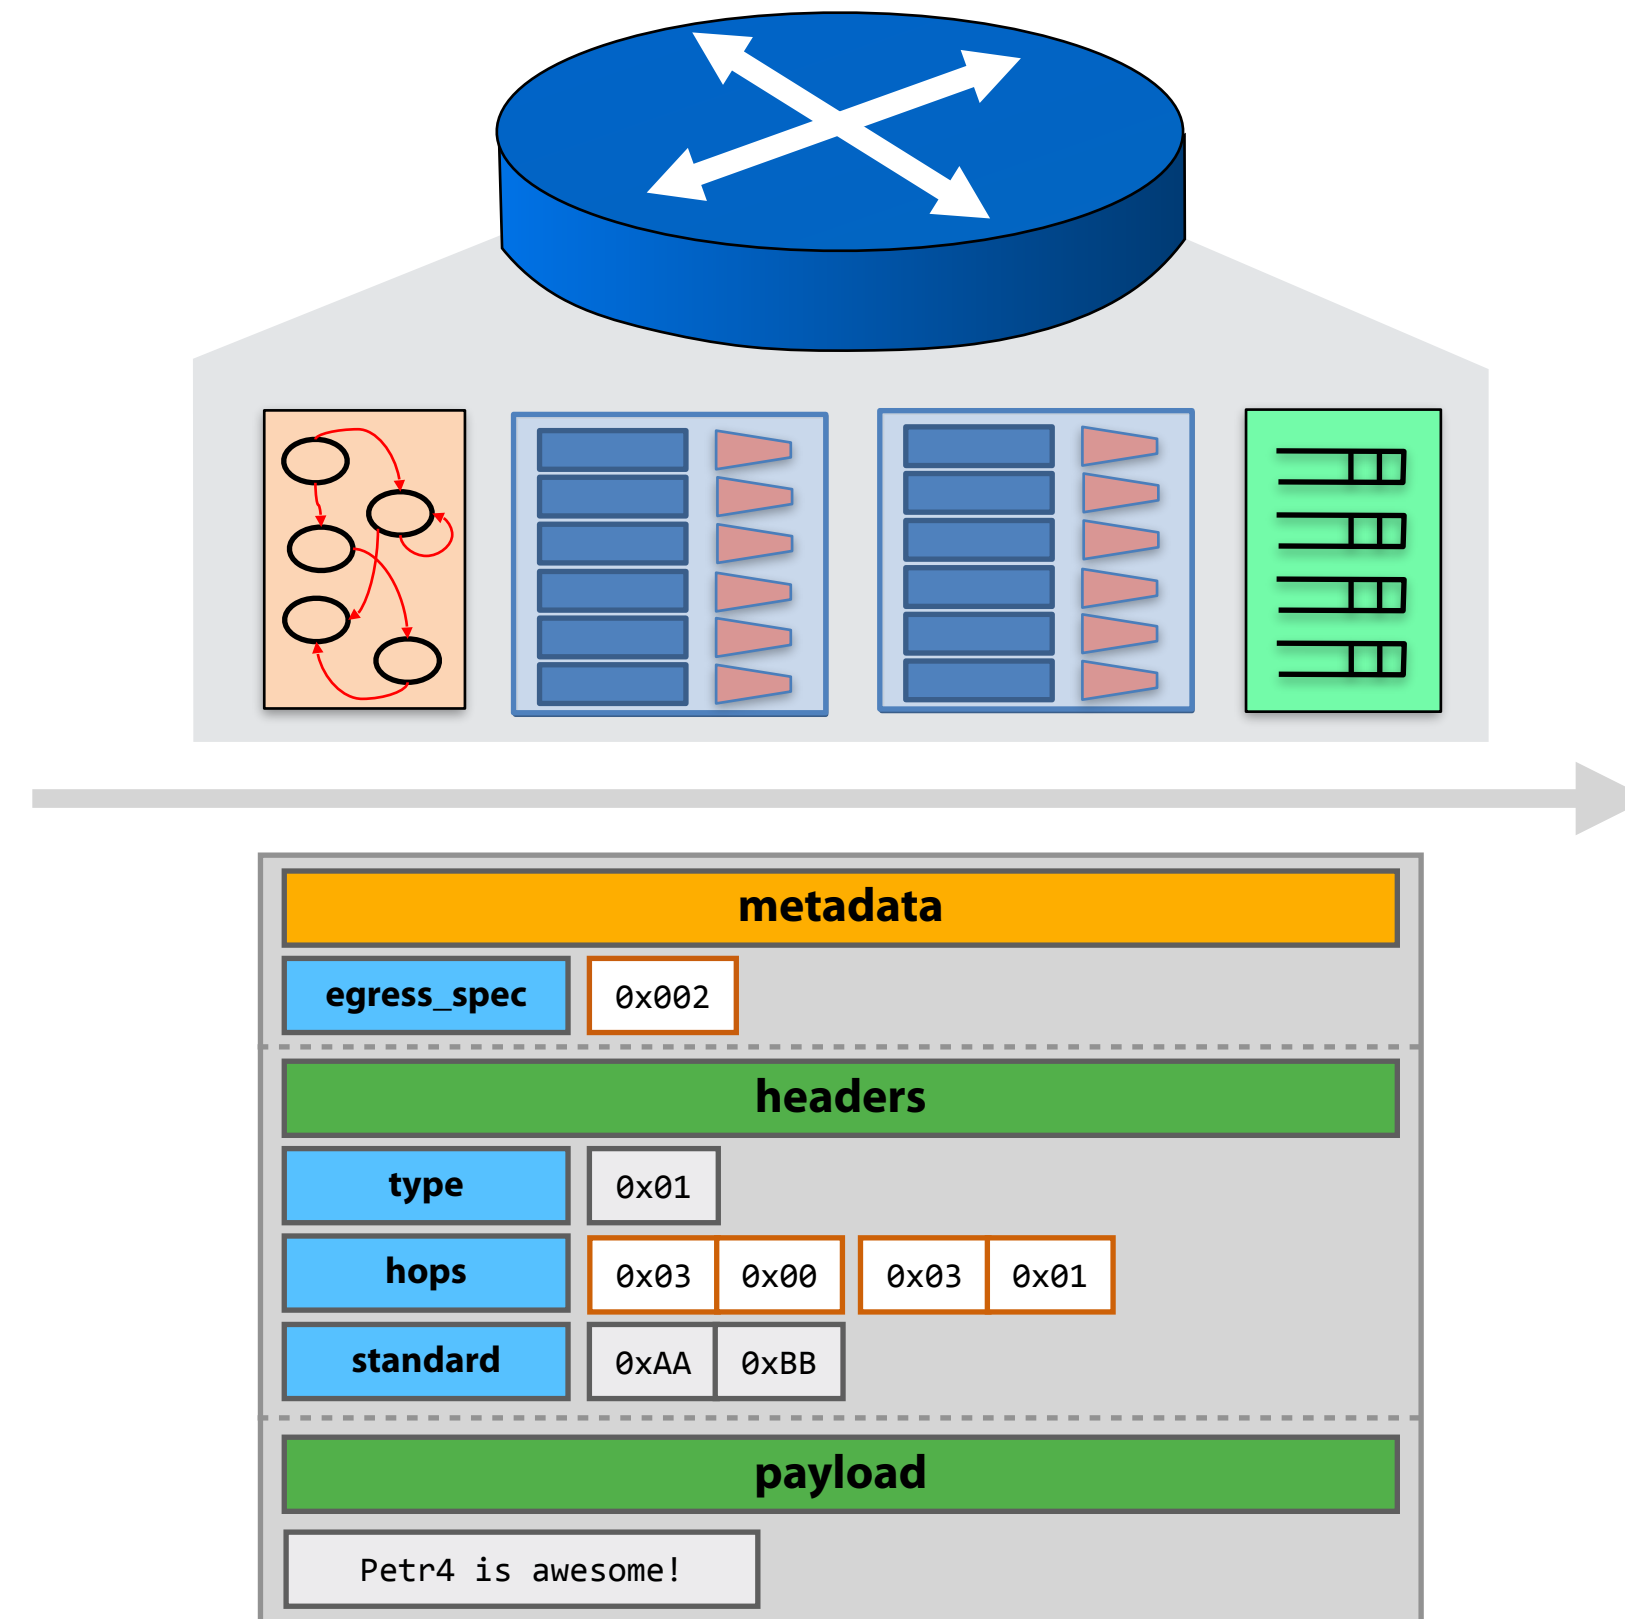 metadata
egress_spec 0x002
headers
type 0x01
hops 0x03 0x00 0x03 0x01
standard 0xAA 0xBB
payload
Petr4 is awesome!